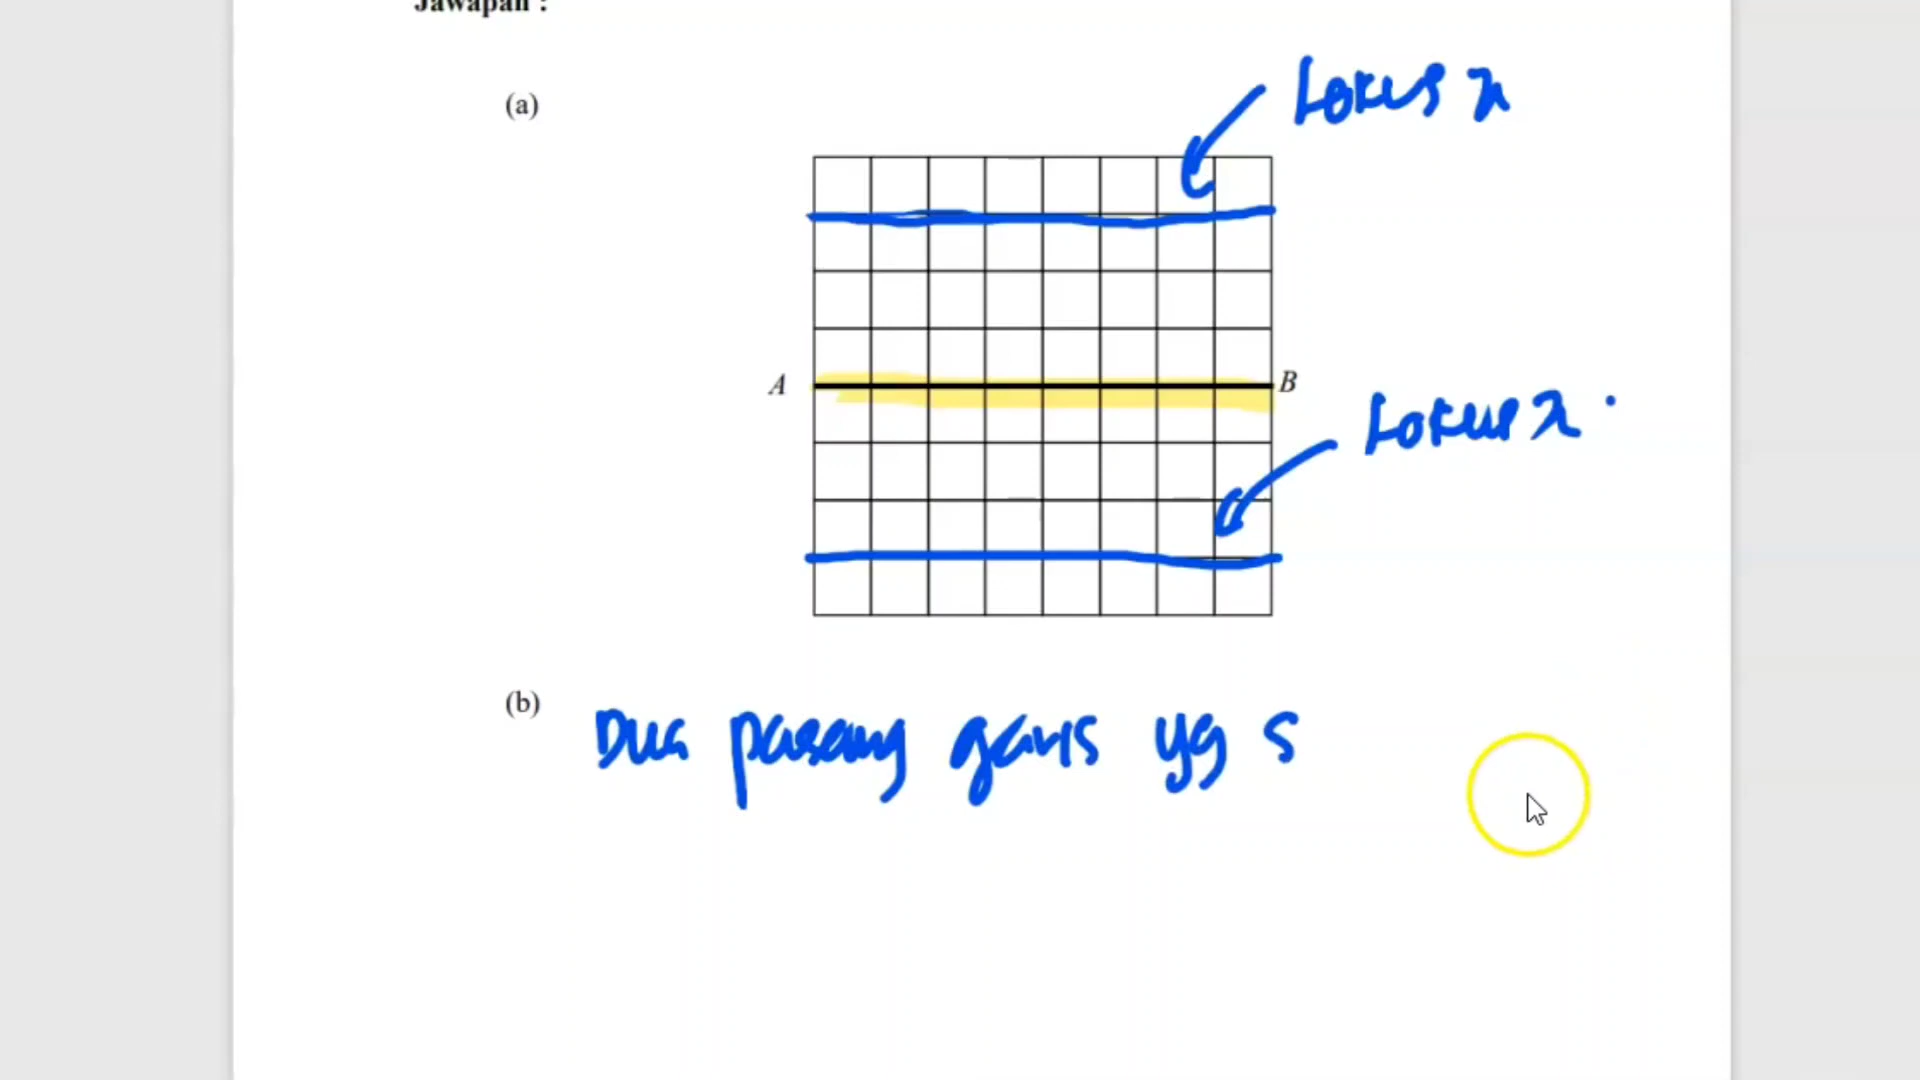 Jawapan :
(a)
Lokus x
A
B
Lokus x .
(b) Dua pasang garis yg s